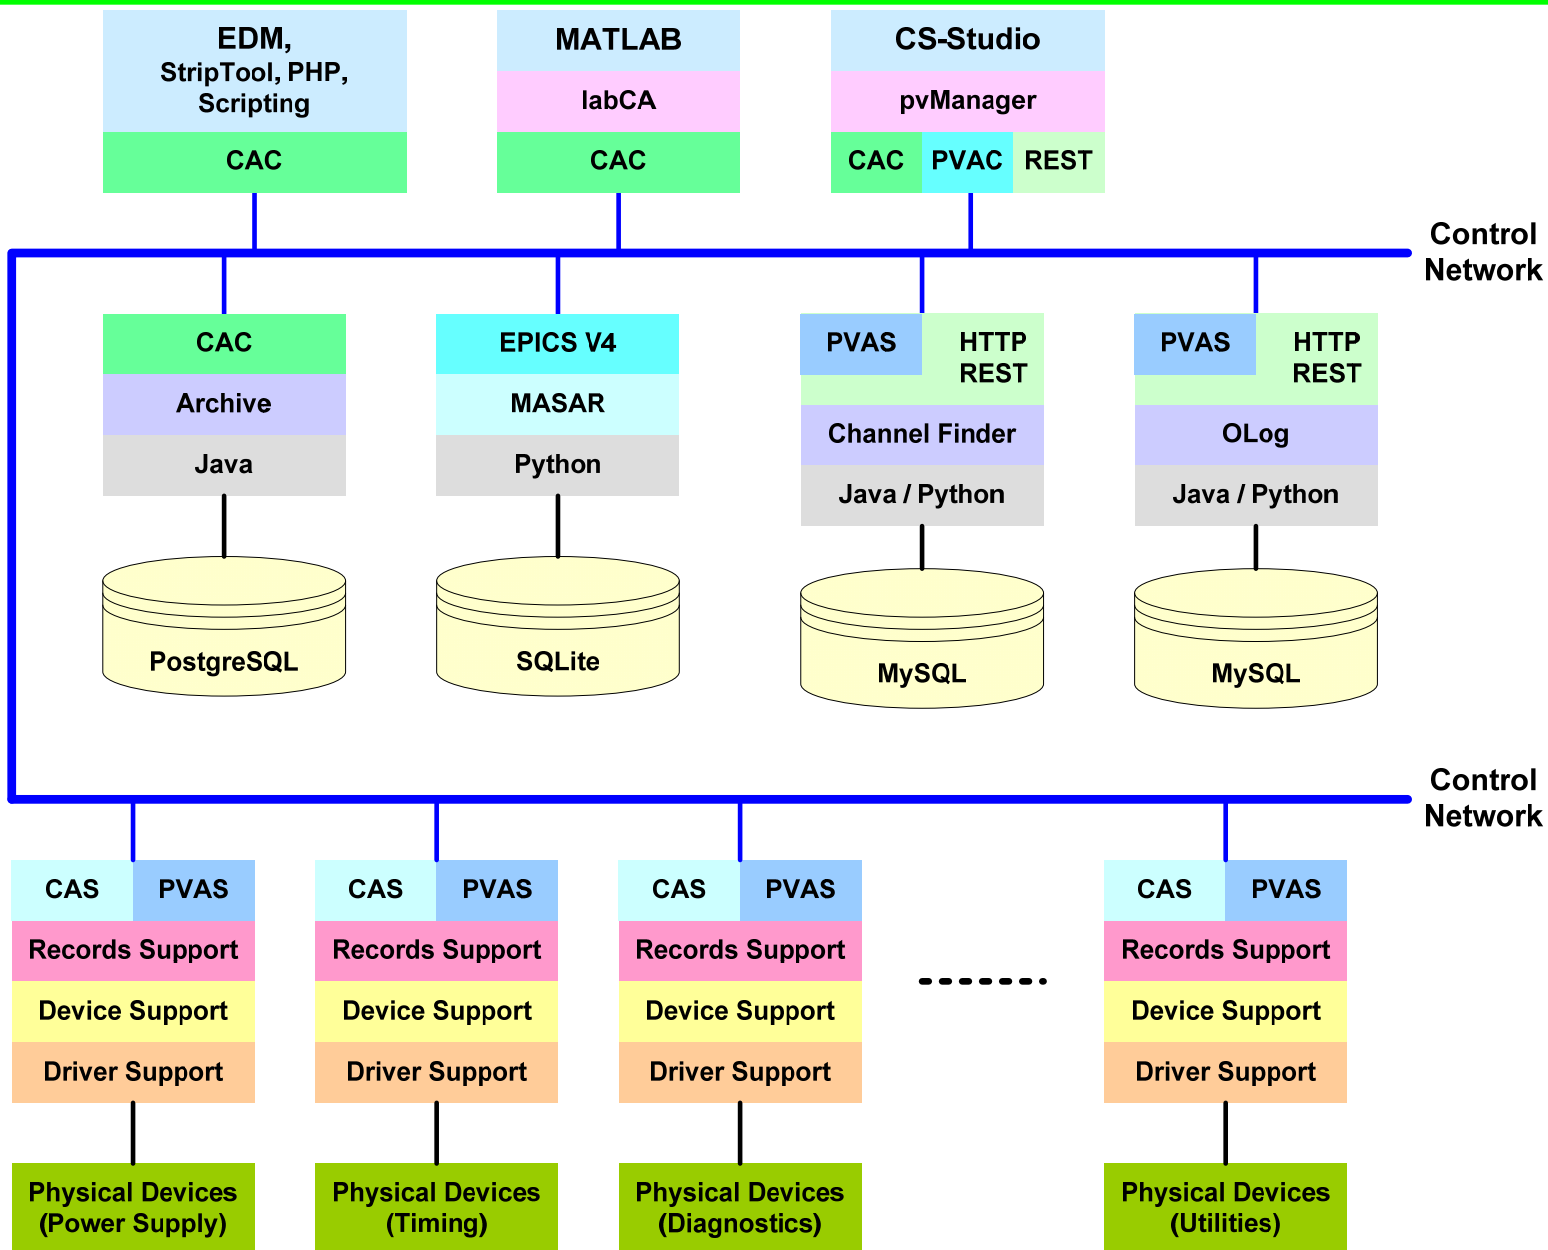 EDM,
StripTool, PHP,
Scripting
CAC
MATLAB
labCA
CAC
CS-Studio
pvManager
CAC PVAC REST
Control
Network
CAC
Archive
Java
PostgreSQL
EPICS V4
MASAR
Python
SQLite
PVAS HTTP
REST
Channel Finder
Java / Python
MySQL
PVAS HTTP
REST
OLog
Java / Python
MySQL
Control
Network
CAS PVAS
Records Support
Device Support
Driver Support
Physical Devices
(Power Supply)
CAS PVAS
Records Support
Device Support
Driver Support
Physical Devices
(Timing)
CAS PVAS
Records Support
Device Support
Driver Support
Physical Devices
(Diagnostics)
CAS PVAS
Records Support
Device Support
Driver Support
Physical Devices
(Utilities)